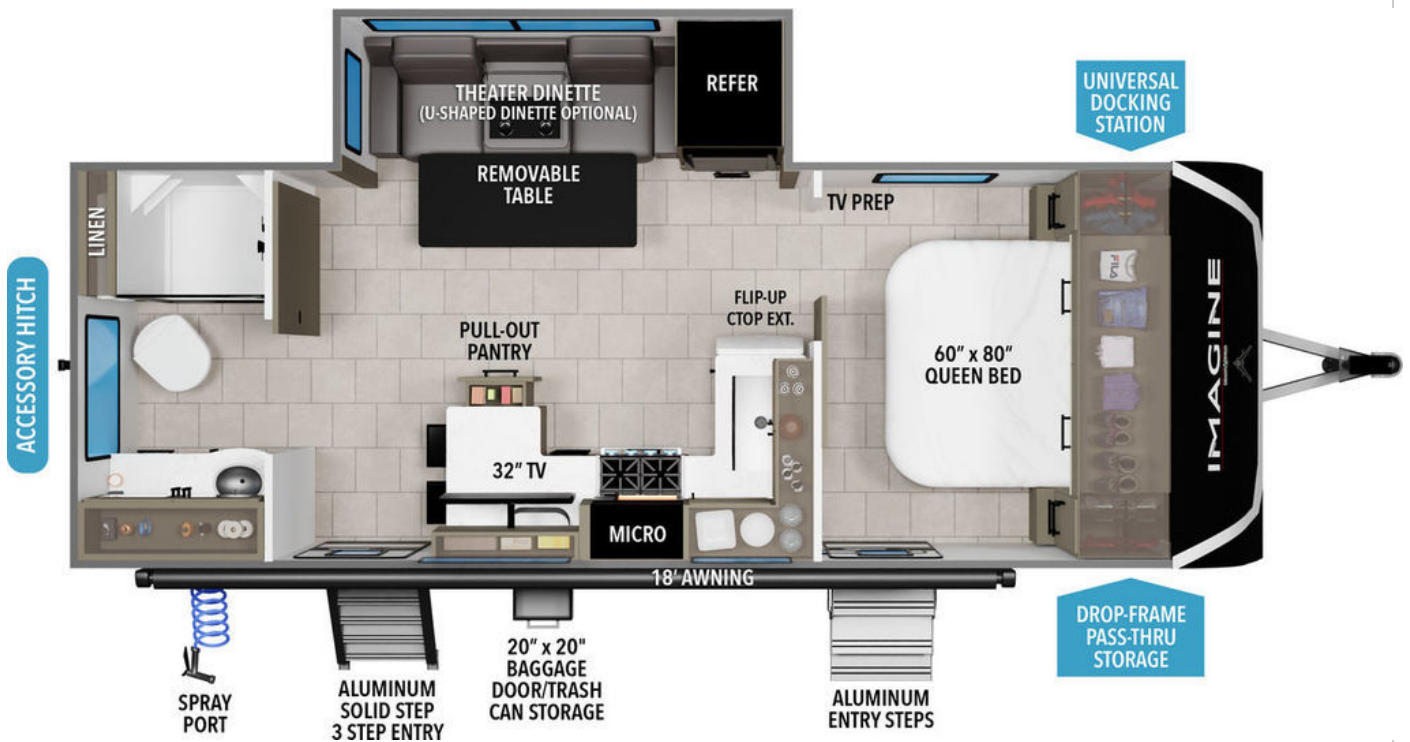 THEATER DINETTE
(U-SHAPED DINETTE OPTIONAL)
REFER
UNIVERSAL
DOCKING
STATION
REMOVABLE
TABLE
TV PREP
LINEN
ACCESSORY HITCH
FLIP-UP
CTOP EXT.
PULL-OUT
PANTRY
60" x 80"
QUEEN BED
FILA
IMAGINE
32" TV
MICRO
18' AWNING
SPRAY
PORT
ALUMINUM
SOLID STEP
3 STEP ENTRY
20" x 20"
BAGGAGE
DOOR/TRASH
CAN STORAGE
ALUMINUM
ENTRY STEPS
DROP-FRAME
PASS-THRU
STORAGE